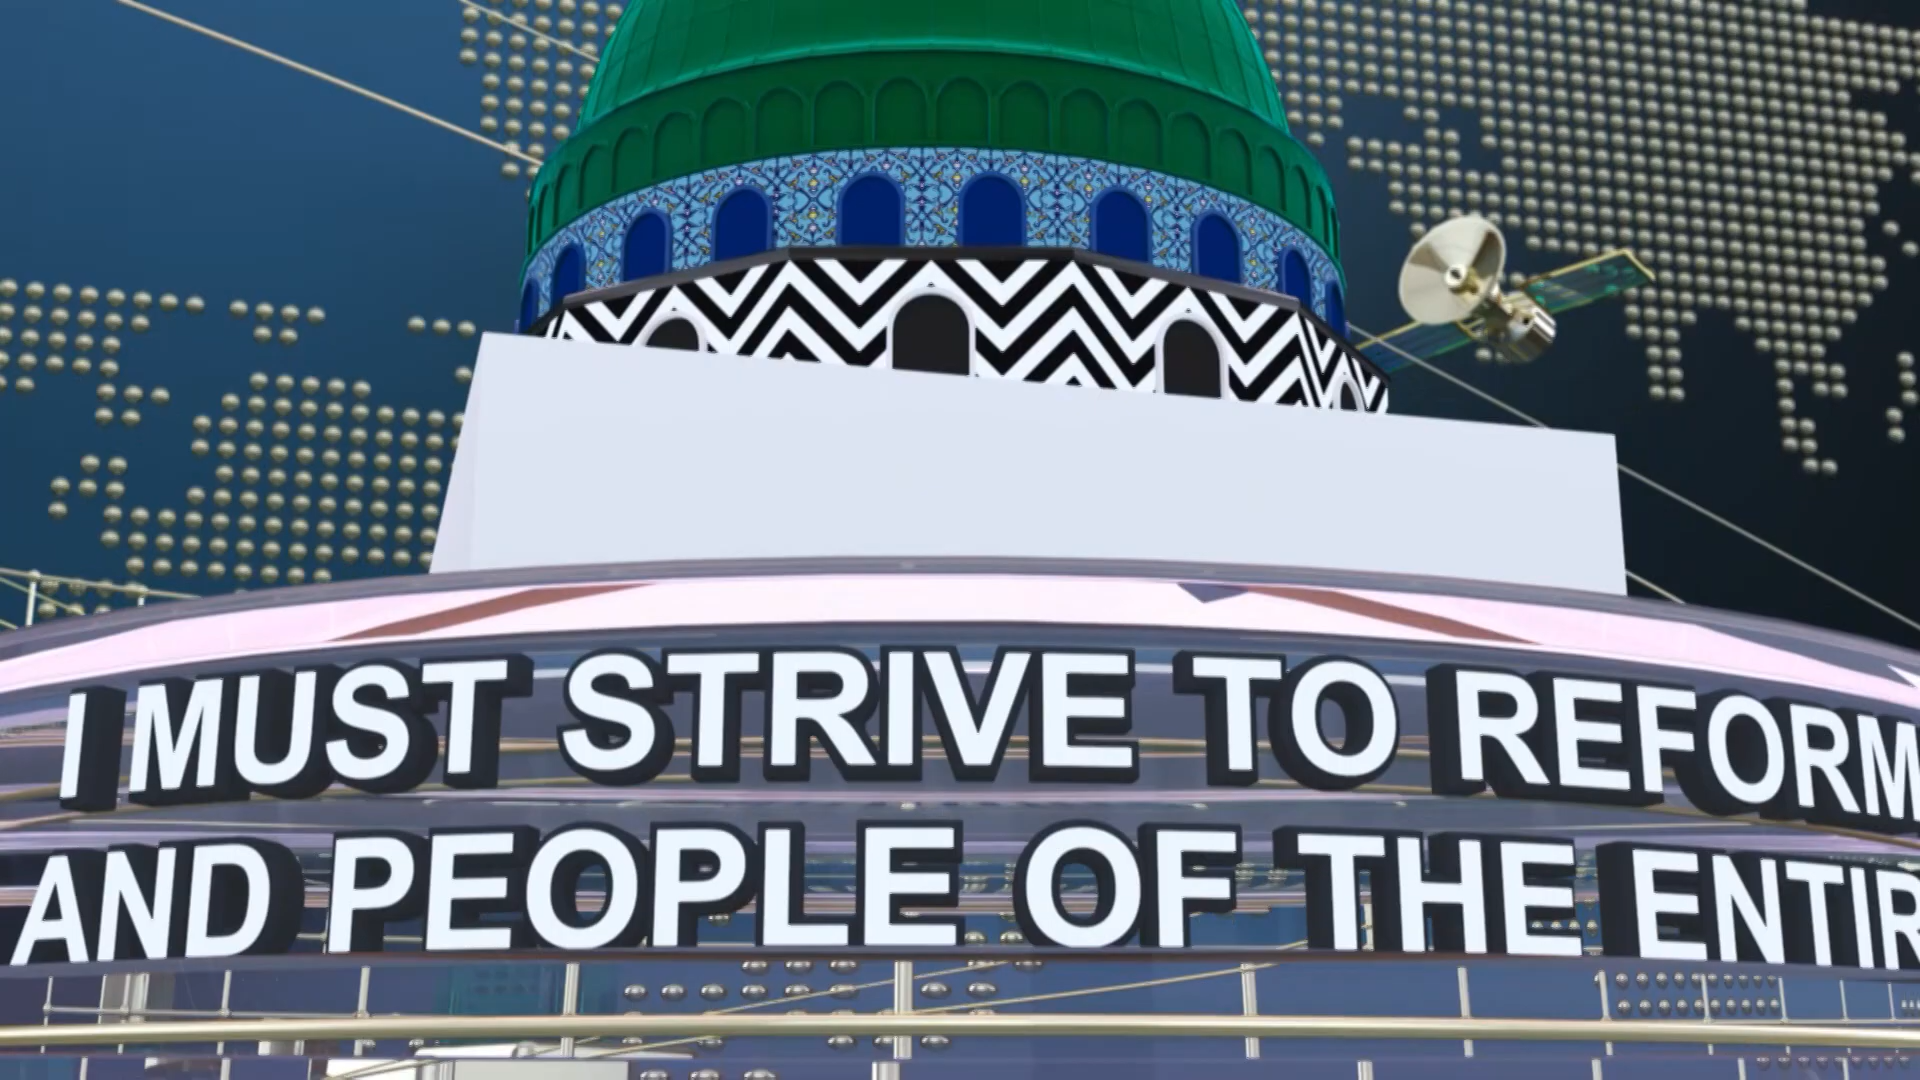 I MUST STRIVE TO REFORM
AND PEOPLE OF THE ENTIR